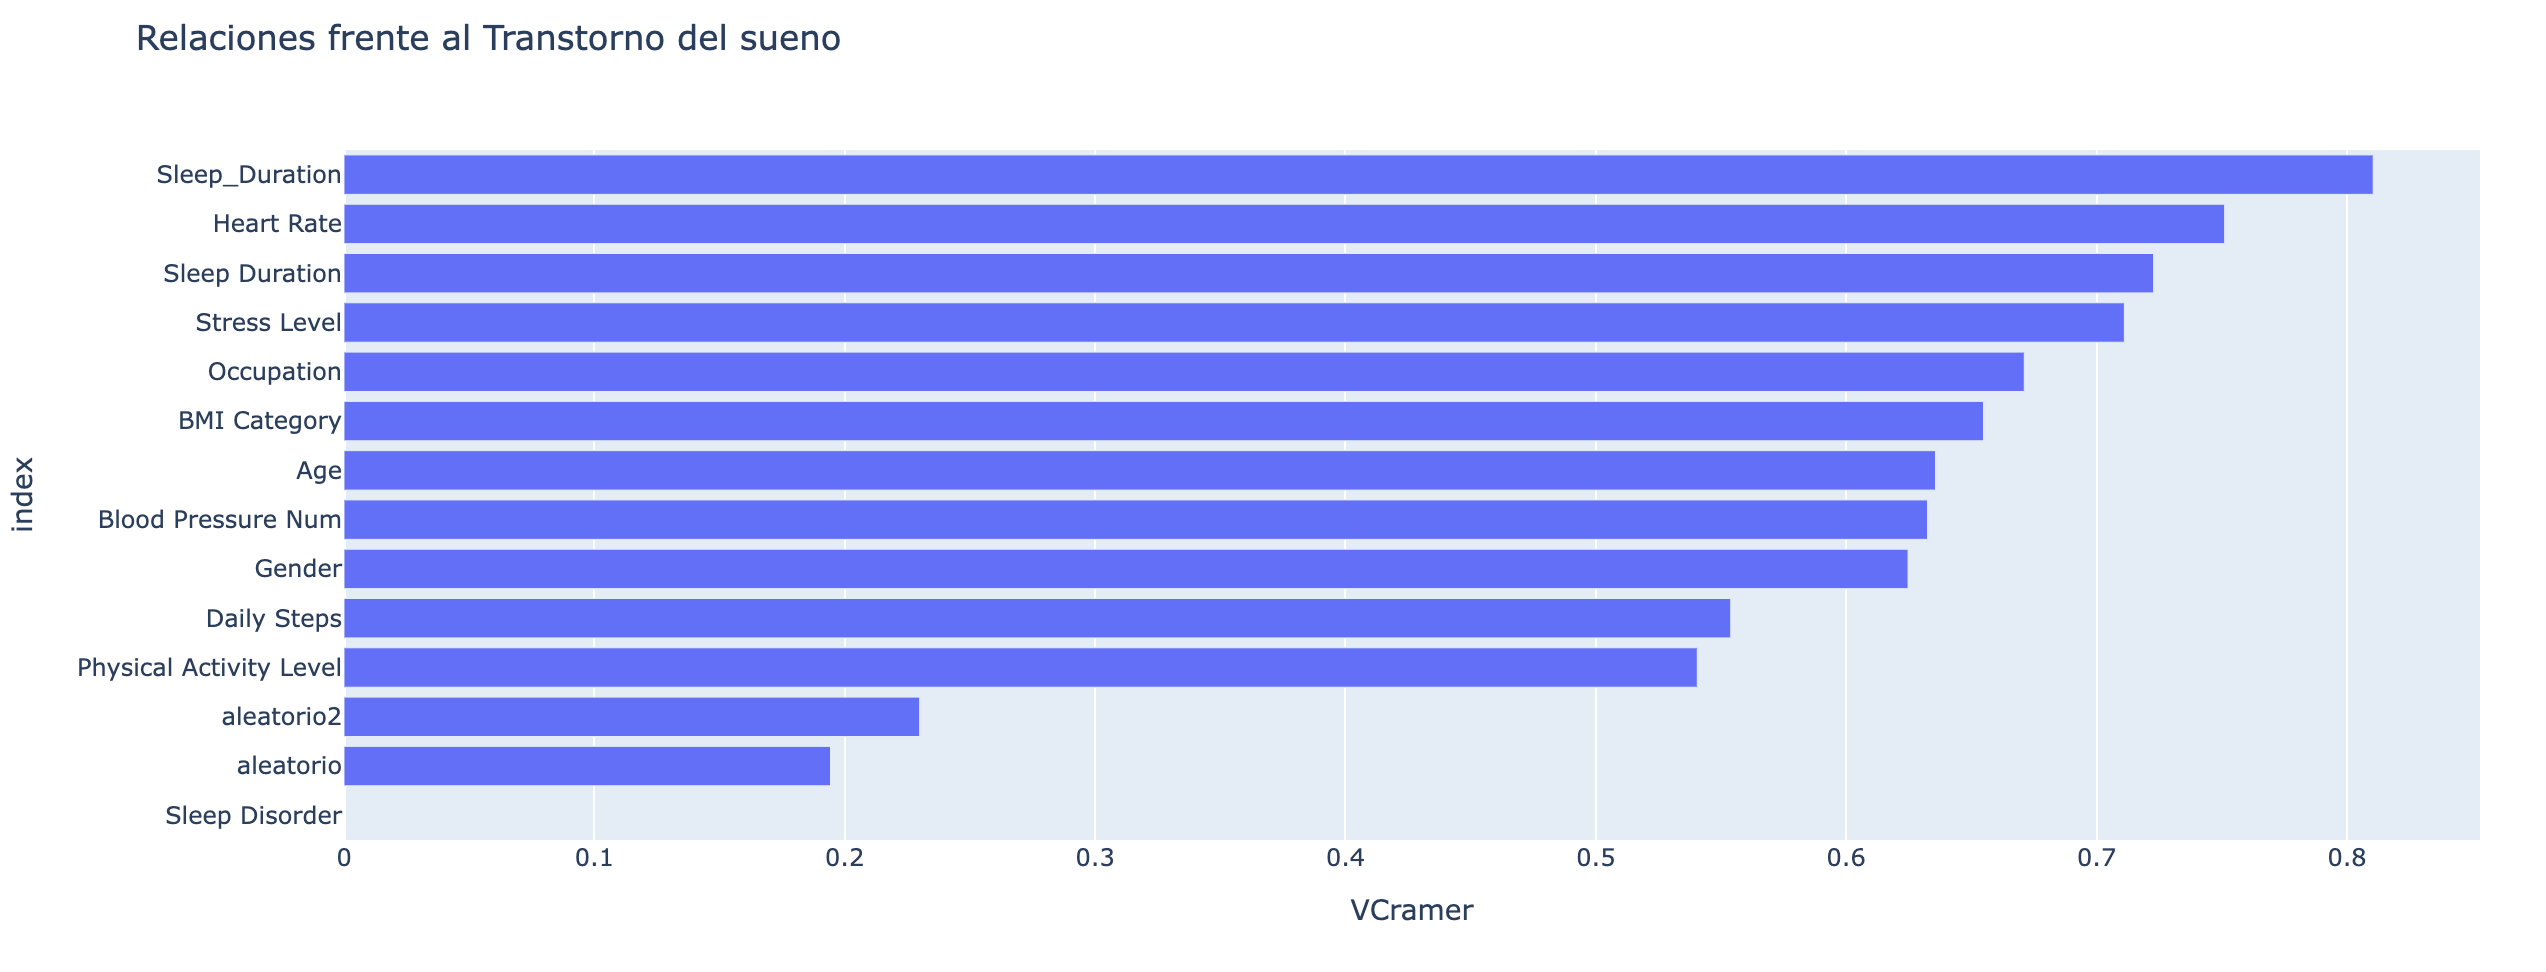 Relaciones frente al Transtorno del sueno
index
Sleep_Duration
Heart Rate
Sleep Duration
Stress Level
Occupation
BMI Category
Age
Blood Pressure Num
Gender
Daily Steps
Physical Activity Level
aleatorio2
aleatorio
Sleep Disorder
0 0.1 0.2 0.3 0.4 0.5 0.6 0.7 0.8
VCramer